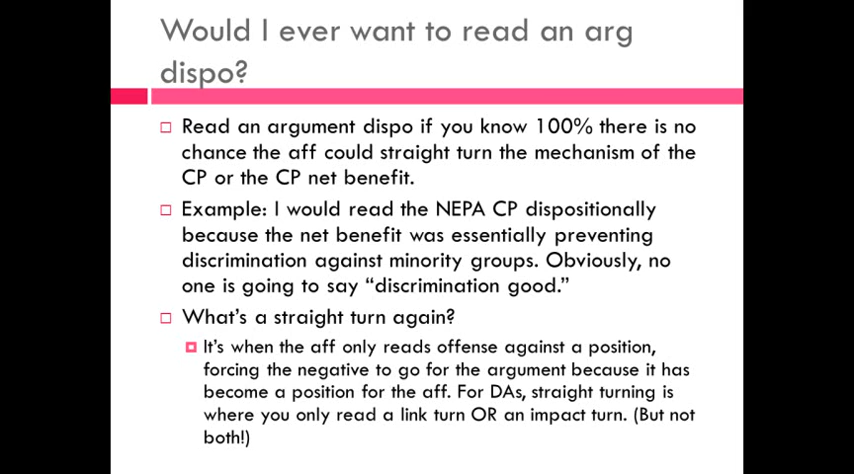 Would I ever want to read an arg
dispo?
Read an argument dispo if you know 100% there is no
chance the aff could straight turn the mechanism of the
CP or the CP net benefit.
Example: I would read the NEPA CP dispositionally
because the net benefit was essentially preventing
discrimination against minority groups. Obviously, no
one is going to say “discrimination good.”
What’s a straight turn again?
It’s when the aff only reads offense against a position,
forcing the negative to go for the argument because it has
become a position for the aff. For DAs, straight turning is
where you only read a link turn OR an impact turn. (But not
both!)